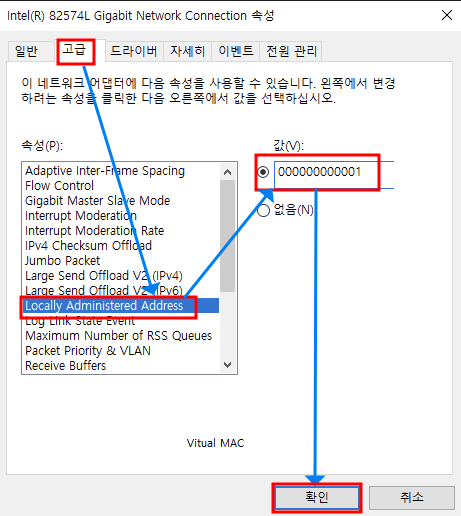 Intel(R) 82574L Gigabit Network Connection 속성
일반 고급 드라이버 자세히 이벤트 전원 관리
이 네트워크 어댑터에 다음 속성을 사용할 수 있습니다. 왼쪽에서 변경
하려는 속성을 클릭한 다음 오른쪽에서 값을 선택하십시오.
속성(P):
Adaptive Inter-Frame Spacing
Flow Control
Gigabit Master Slave Mode
Interrupt Moderation
Interrupt Moderation Rate
IPv4 Checksum Offload
Jumbo Packet
Large Send Offload V2 (IPv4)
Large Send Offload V2 (IPv6)
Locally Administered Address
Log Link State Event
Maximum Number of RSS Queues
Packet Priority & VLAN
Receive Buffers
값(V):
000000000001
없음(N)
Vitual MAC
확인 취소